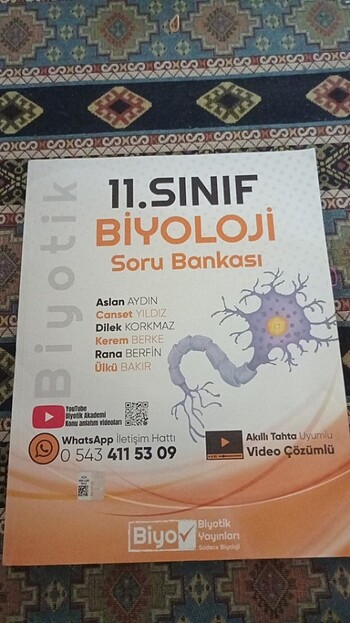 Biyotik
11.SINIF
BİYOLOJİ
Soru Bankası
Aslan AYDIN
Canset YILDIZ
Dilek KORKMAZ
Kerem BERKE
Rana BERFİN
Ülkü BAKIR
YouTube
Biyotik Akademi
Konu anlatım videoları
WhatsApp İletişim Hattı
0 543 411 53 09
Akıllı Tahta Uyumlu
Video Çözümlü
Biyo
Biyotik
Yayınları
Sadece Biyoloji